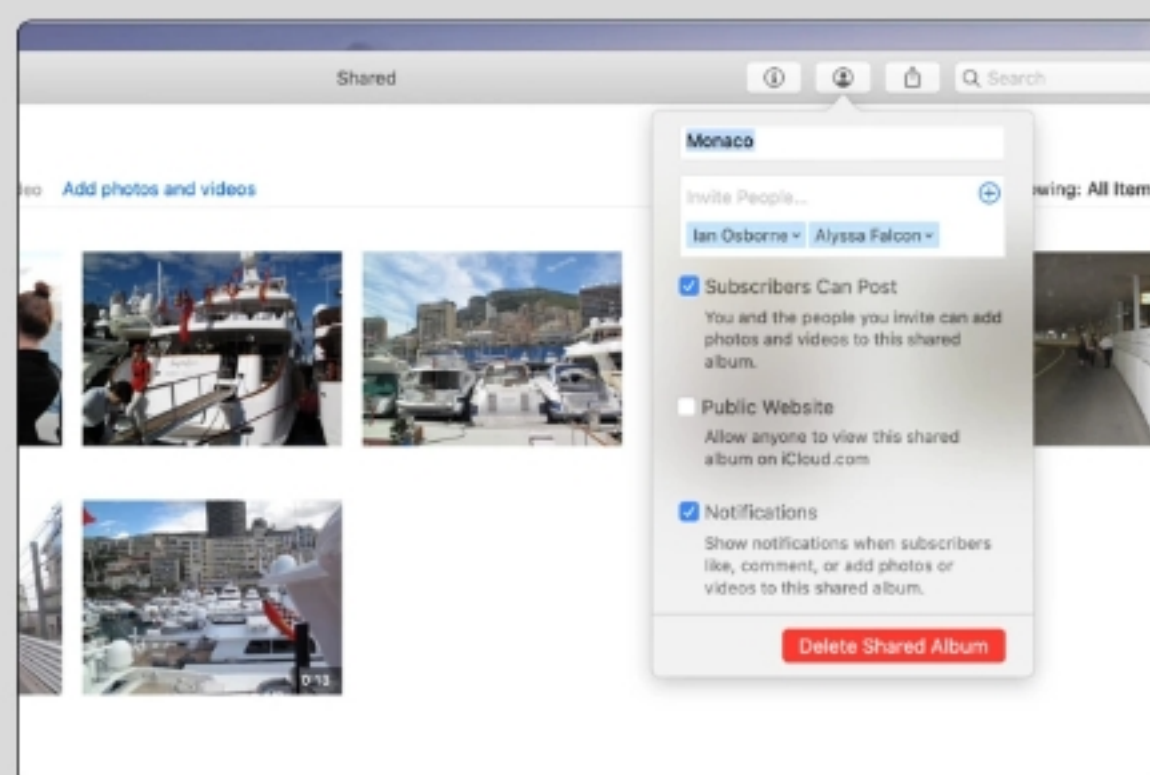 Shared
Search
Monaco
Add photos and videos
wing: All Item
Invite People...
Ian Osborne
Alyssa Falcon
Subscribers Can Post
You and the people you invite can add
photos and videos to this shared
album.
Public Website
Allow anyone to view this shared
album on iCloud.com
Notifications
Show notifications when subscribers
like, comment, or add photos or
videos to this shared album.
Delete Shared Album
0:13